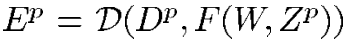 $E^p = \mathcal{D}(D^p, F(W, Z^p))$